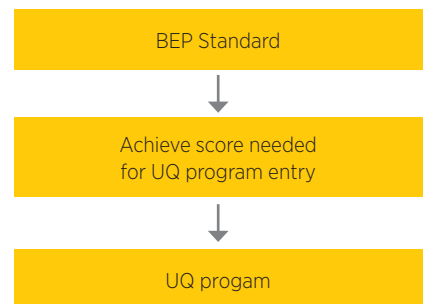 BEP Standard
Achieve score needed
for UQ program entry
UQ progam